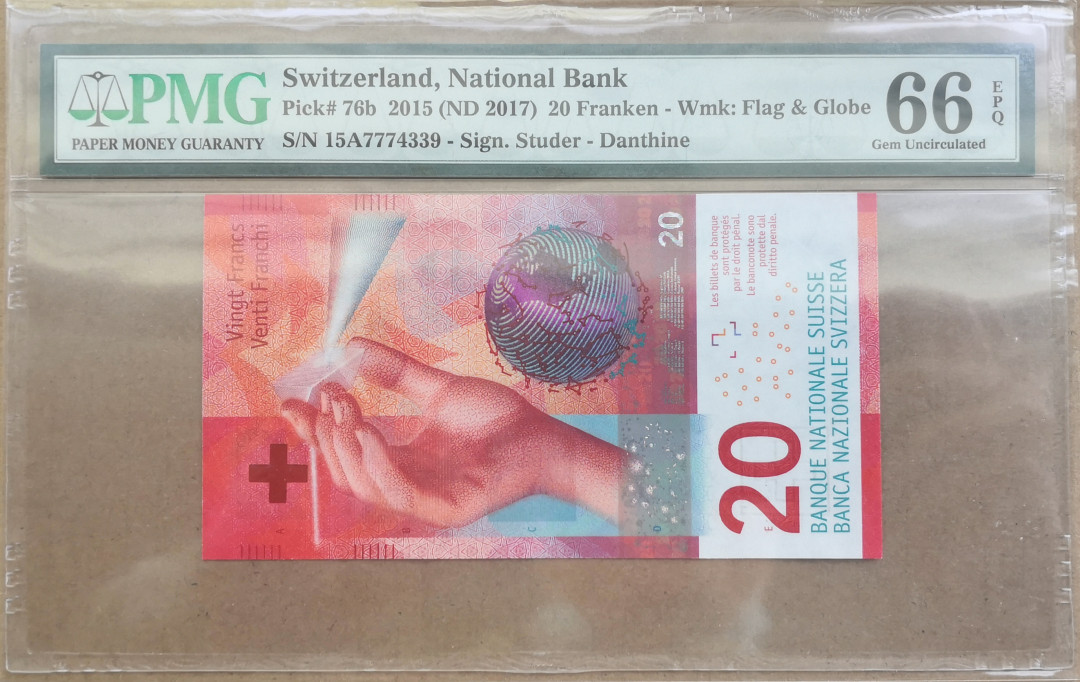 PMG
PAPER MONEY GUARANTY
Switzerland, National Bank
Pick# 76b 2015 (ND 2017) 20 Franken - Wmk: Flag & Globe
S/N 15A7774339 - Sign. Studer - Danthine
66
EPQ
Gem Uncirculated
Vingt Francs
Venti Franchi
20
Les billets de banque
sont protégés
par le droit pénal.
Le banconote sono
protette dal
diritto penale.
20
BANQUE NATIONALE SUISSE
BANCA NAZIONALE SVIZZERA
A
B
C
D
E